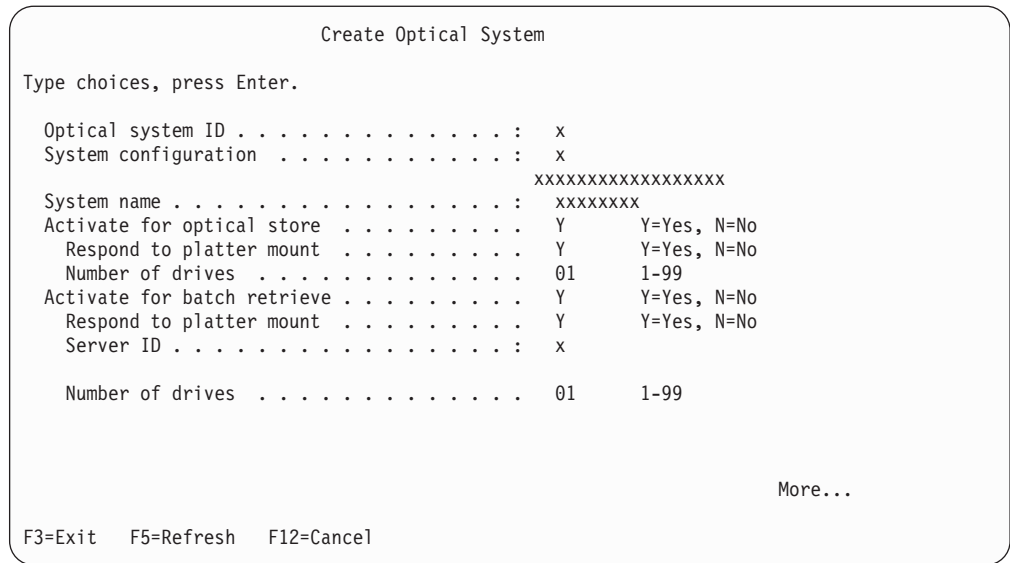 Create Optical System
Type choices, press Enter.
Optical system ID . . . . . . . . . . . . . : x
System configuration . . . . . . . . . . . : x
xxxxxxxxxxxxxxxxxx
System name . . . . . . . . . . . . . . . . : xxxxxxxx
Activate for optical store . . . . . . . . . Y Y=Yes, N=No
Respond to platter mount . . . . . . . . . Y Y=Yes, N=No
Number of drives . . . . . . . . . . . . . 01 1-99
Activate for batch retrieve . . . . . . . . . Y Y=Yes, N=No
Respond to platter mount . . . . . . . . . Y Y=Yes, N=No
Server ID . . . . . . . . . . . . . . . . : x
Number of drives . . . . . . . . . . . . . 01 1-99
More...
F3=Exit F5=Refresh F12=Cancel